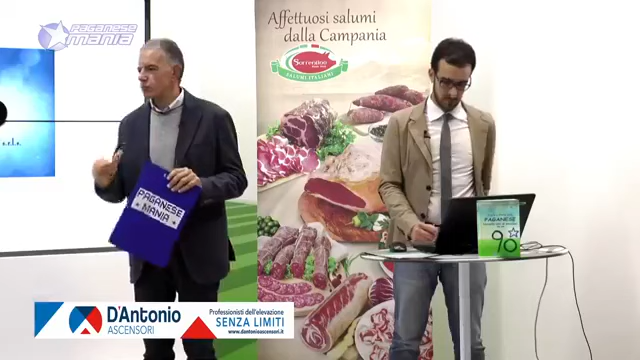 PAGANESE
MANIA
Affettuosi salumi
dalla Campania
Sorrentino
SALUMI ITALIANI
s.r.l.s
PAGANESE
MANIA
PAGANESE
90
D'Antonio
ASCENSORI
Professionisti dell'elevazione
SENZA LIMITI
www.dantonioascensori.it